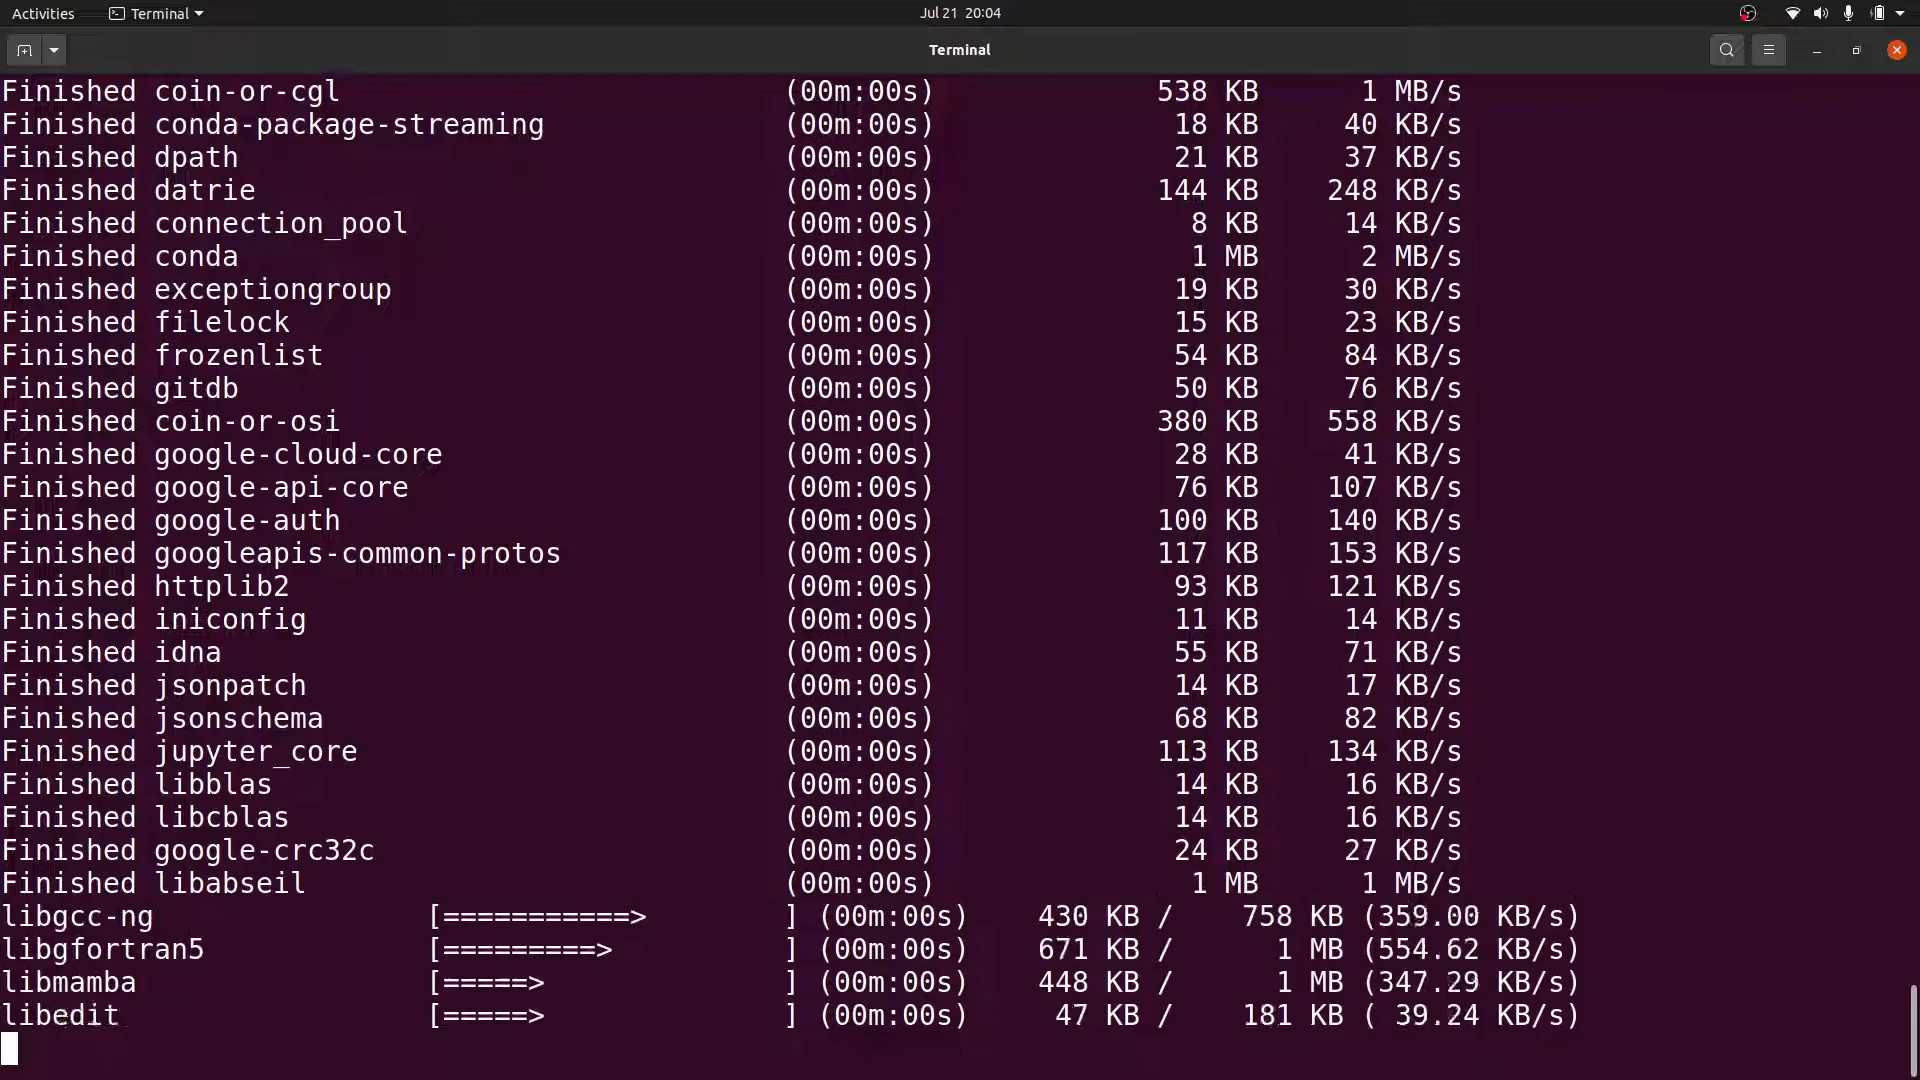 Activities Terminal Jul 21 20:04
Terminal
Finished coin-or-cgl (00m:00s) 538 KB 1 MB/s
Finished conda-package-streaming (00m:00s) 18 KB 40 KB/s
Finished dpath (00m:00s) 21 KB 37 KB/s
Finished datrie (00m:00s) 144 KB 248 KB/s
Finished connection_pool (00m:00s) 8 KB 14 KB/s
Finished conda (00m:00s) 1 MB 2 MB/s
Finished exceptiongroup (00m:00s) 19 KB 30 KB/s
Finished filelock (00m:00s) 15 KB 23 KB/s
Finished frozenlist (00m:00s) 54 KB 84 KB/s
Finished gitdb (00m:00s) 50 KB 76 KB/s
Finished coin-or-osi (00m:00s) 380 KB 558 KB/s
Finished google-cloud-core (00m:00s) 28 KB 41 KB/s
Finished google-api-core (00m:00s) 76 KB 107 KB/s
Finished google-auth (00m:00s) 100 KB 140 KB/s
Finished googleapis-common-protos (00m:00s) 117 KB 153 KB/s
Finished httplib2 (00m:00s) 93 KB 121 KB/s
Finished iniconfig (00m:00s) 11 KB 14 KB/s
Finished idna (00m:00s) 55 KB 71 KB/s
Finished jsonpatch (00m:00s) 14 KB 17 KB/s
Finished jsonschema (00m:00s) 68 KB 82 KB/s
Finished jupyter_core (00m:00s) 113 KB 134 KB/s
Finished libblas (00m:00s) 14 KB 16 KB/s
Finished libcblas (00m:00s) 14 KB 16 KB/s
Finished google-crc32c (00m:00s) 24 KB 27 KB/s
Finished libabseil (00m:00s) 1 MB 1 MB/s
libgcc-ng [===========> ] (00m:00s) 430 KB / 758 KB (359.00 KB/s)
libgfortran5 [=========> ] (00m:00s) 671 KB / 1 MB (554.62 KB/s)
libmamba [=====> ] (00m:00s) 448 KB / 1 MB (347.29 KB/s)
libedit [=====> ] (00m:00s) 47 KB / 181 KB ( 39.24 KB/s)